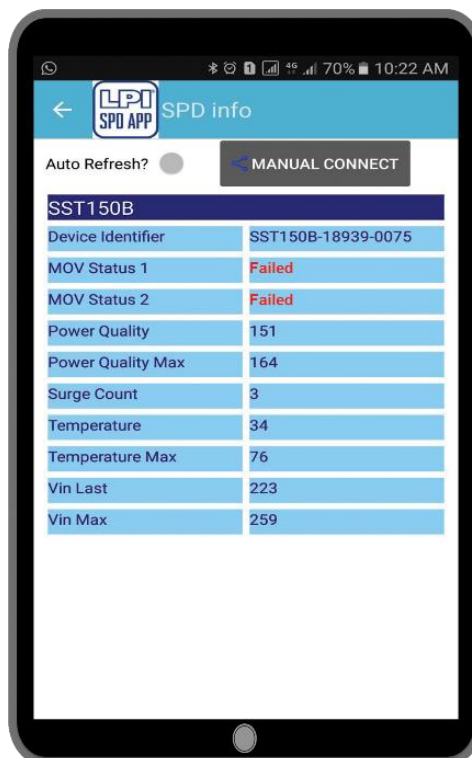 1 4G 70% 10:22 AM
LPI
SPD APP
SPD info
Auto Refresh?
MANUAL CONNECT
SST150B
Device Identifier SST150B-18939-0075
MOV Status 1 Failed
MOV Status 2 Failed
Power Quality 151
Power Quality Max 164
Surge Count 3
Temperature 34
Temperature Max 76
Vin Last 223
Vin Max 259